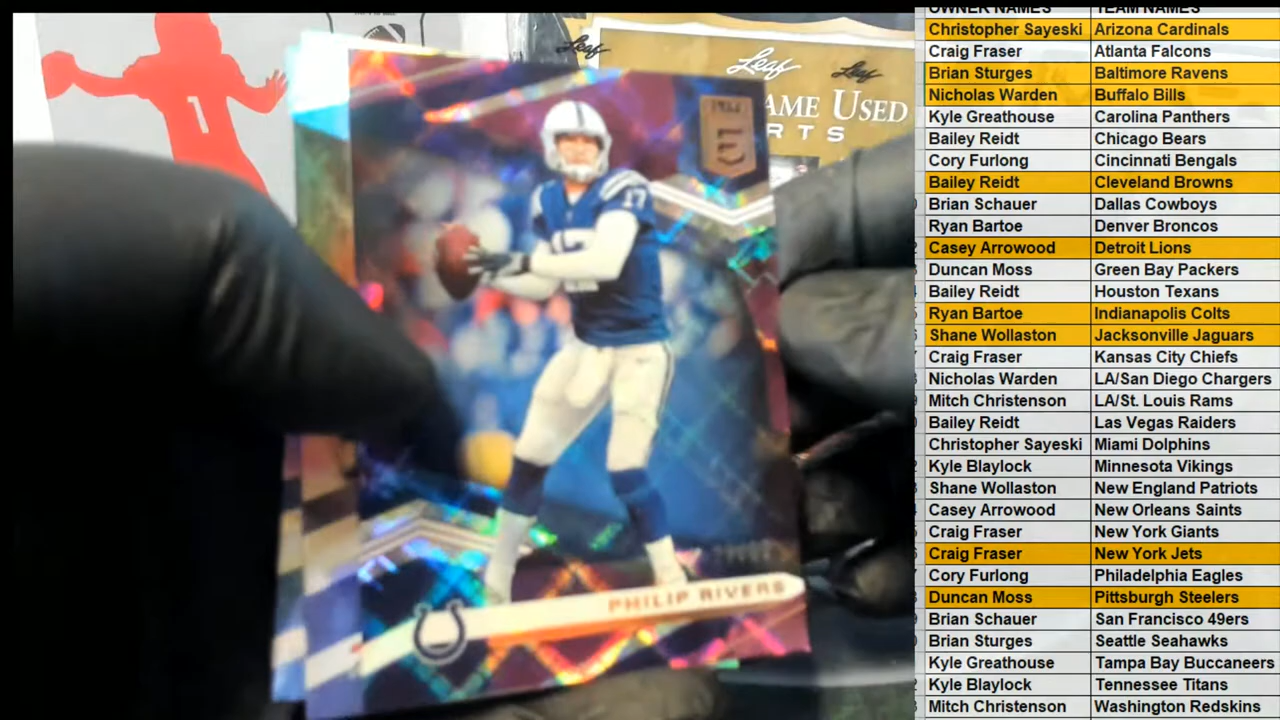 OWNER NAMES TEAM NAMES
Christopher Sayeski Arizona Cardinals
Craig Fraser Atlanta Falcons
Brian Sturges Baltimore Ravens
Nicholas Warden Buffalo Bills
Kyle Greathouse Carolina Panthers
Bailey Reidt Chicago Bears
Cory Furlong Cincinnati Bengals
Bailey Reidt Cleveland Browns
Brian Schauer Dallas Cowboys
Ryan Bartoe Denver Broncos
Casey Arrowood Detroit Lions
Duncan Moss Green Bay Packers
Bailey Reidt Houston Texans
Ryan Bartoe Indianapolis Colts
Shane Wollaston Jacksonville Jaguars
Craig Fraser Kansas City Chiefs
Nicholas Warden LA/San Diego Chargers
Mitch Christenson LA/St. Louis Rams
Bailey Reidt Las Vegas Raiders
Christopher Sayeski Miami Dolphins
Kyle Blaylock Minnesota Vikings
Shane Wollaston New England Patriots
Casey Arrowood New Orleans Saints
Craig Fraser New York Giants
Craig Fraser New York Jets
Cory Furlong Philadelphia Eagles
Duncan Moss Pittsburgh Steelers
Brian Schauer San Francisco 49ers
Brian Sturges Seattle Seahawks
Kyle Greathouse Tampa Bay Buccaneers
Kyle Blaylock Tennessee Titans
Mitch Christenson Washington Redskins
Leaf Leaf Leaf
AME USED
RTS
1
17
17
PHILIP RIVERS